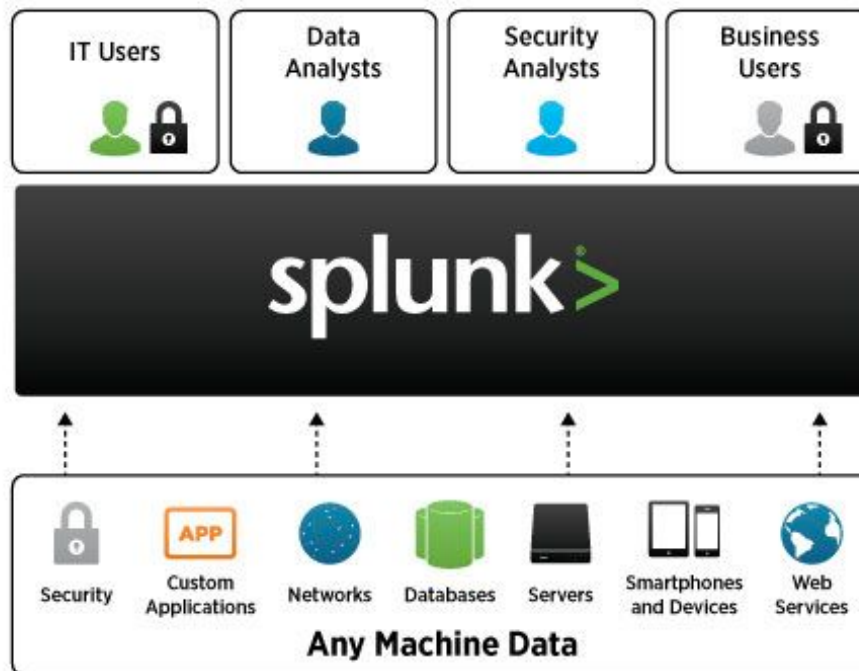 IT Users
Data
Analysts
Security
Analysts
Business
Users
splunk>®
Security
APP
Custom
Applications
Networks
Databases
Servers
Smartphones
and Devices
Web
Services
Any Machine Data